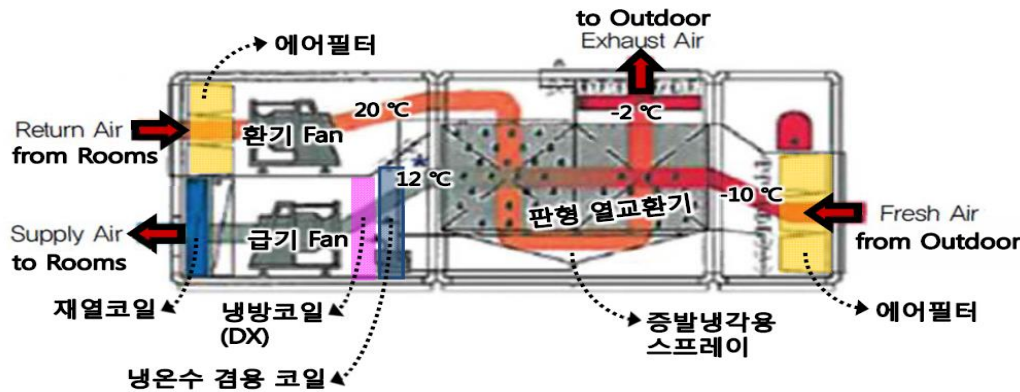 to Outdoor
Exhaust Air
에어필터
Return Air
from Rooms
환기 Fan
20 ℃
-2 ℃
12 ℃
-10 ℃
판형 열교환기
Fresh Air
from Outdoor
Supply Air
to Rooms
급기 Fan
재열코일
냉방코일
(DX)
냉온수 겸용 코일
증발냉각용
스프레이
에어필터